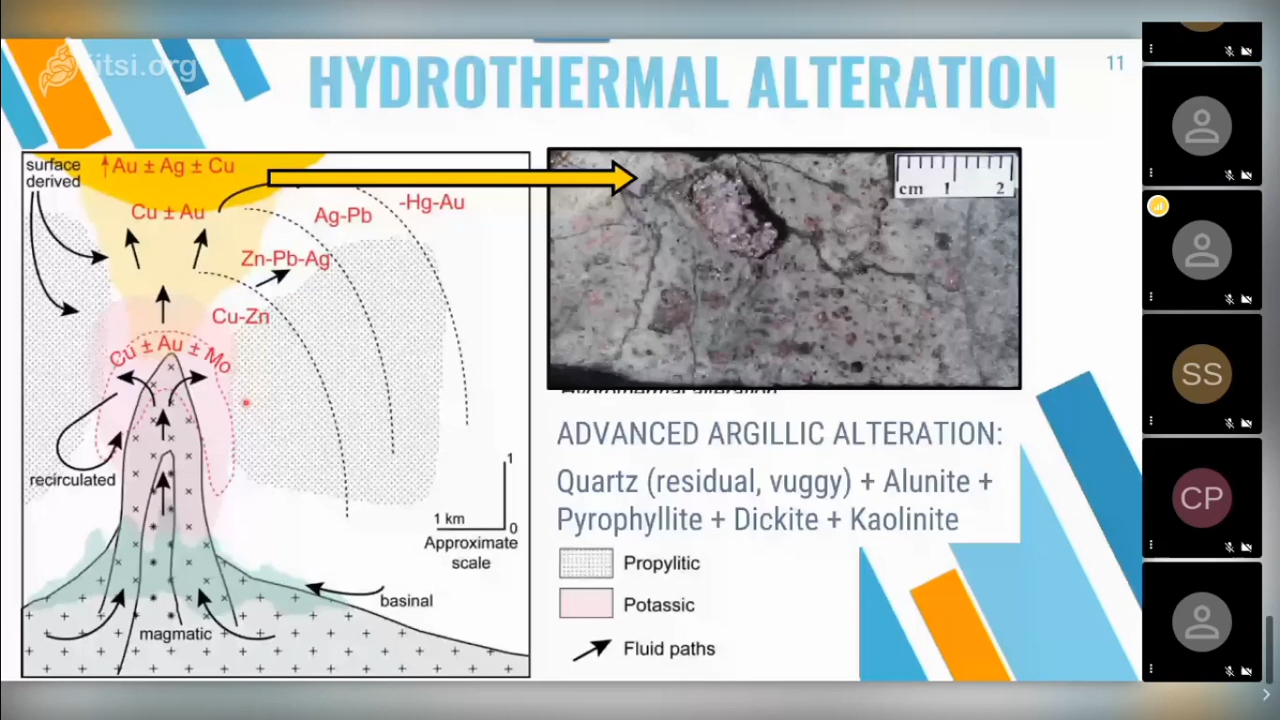 iitsi.org
HYDROTHERMAL ALTERATION
11
surface
derived
Au ± Ag ± Cu
Cu ± Au
Ag-Pb
-Hg-Au
Zn-Pb-Ag
Cu-Zn
Cu ± Au ± Mo
recirculated
1
1 km
0
Approximate
scale
basinal
magmatic
cm 1 2
ADVANCED ARGILLIC ALTERATION:
Quartz (residual, vuggy) + Alunite +
Pyrophyllite + Dickite + Kaolinite
Propylitic
Potassic
Fluid paths
SS
CP